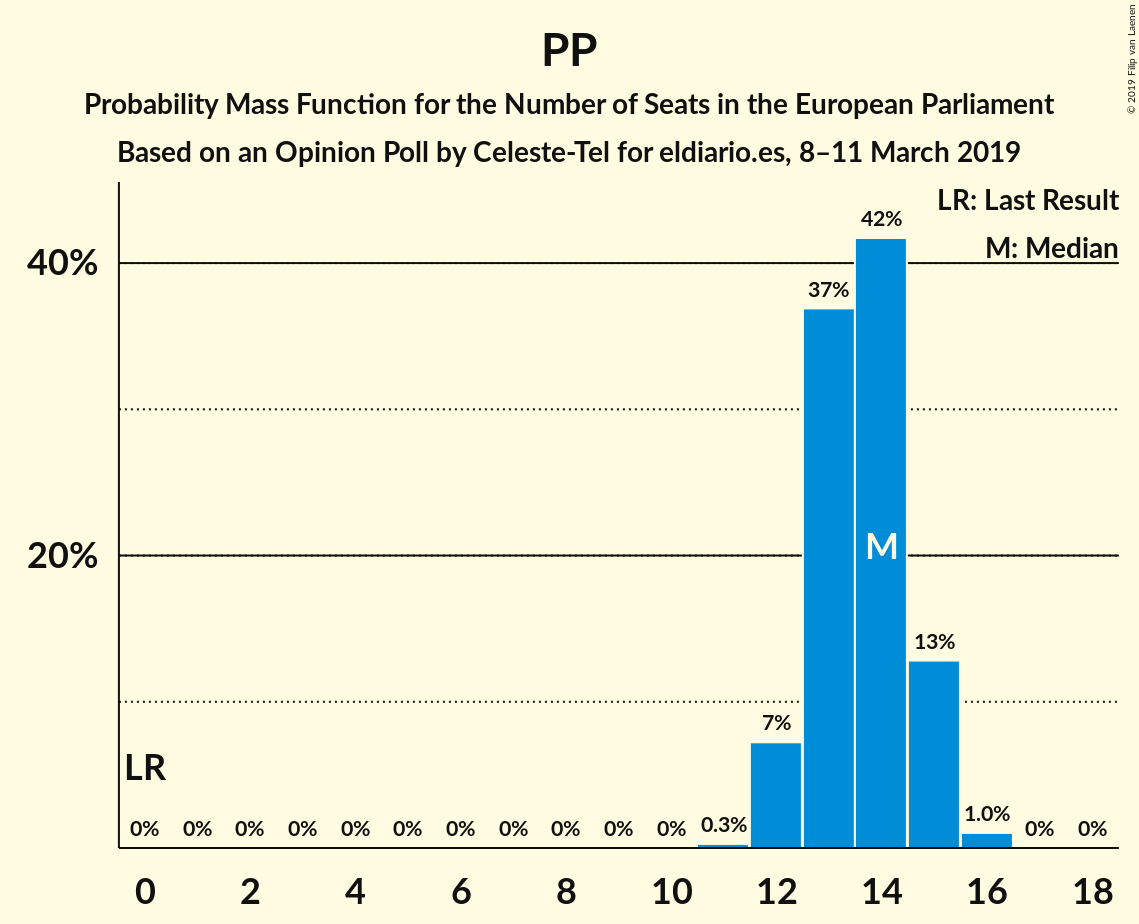 PP
Probability Mass Function for the Number of Seats in the European Parliament
Based on an Opinion Poll by Celeste-Tel for eldiario.es, 8–11 March 2019
© 2019 Filip van Laenen
LR: Last Result
M: Median
40%
20%
42%
37%
M
13%
7%
LR
0% 0% 0% 0% 0% 0% 0% 0% 0% 0% 0% 0.3% 1.0% 0% 0%
0 2 4 6 8 10 12 14 16 18